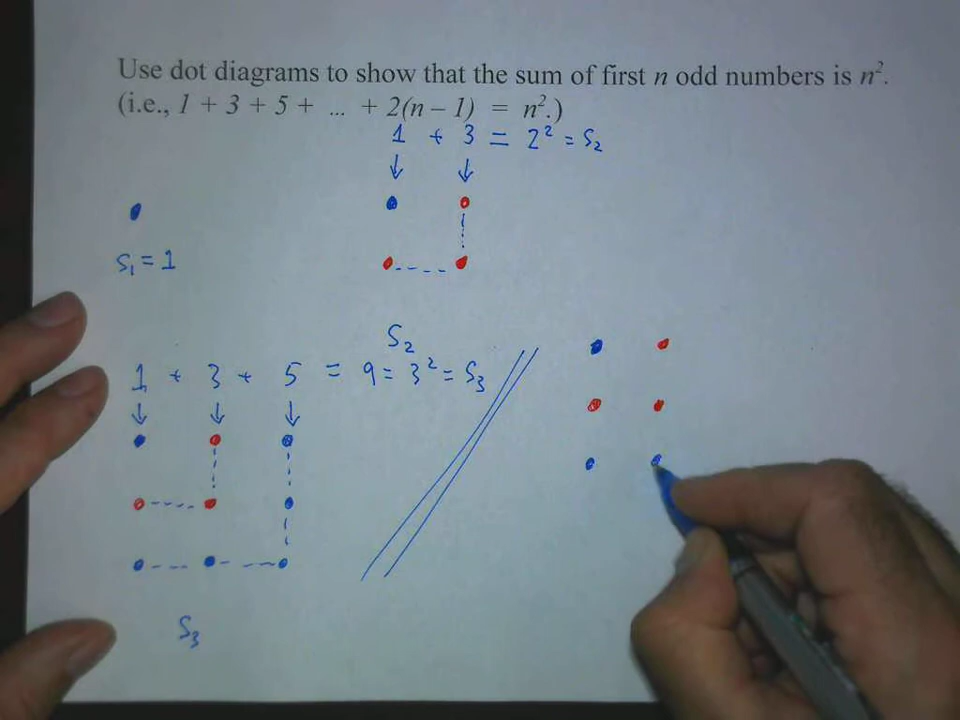 Use dot diagrams to show that the sum of first n odd numbers is n².
(i.e., 1 + 3 + 5 + ... + 2(n – 1) = n².)
1 + 3 = 2² = S₂
S₁ = 1
S₂
1 + 3 + 5 = 9 = 3² = S₃
S₃